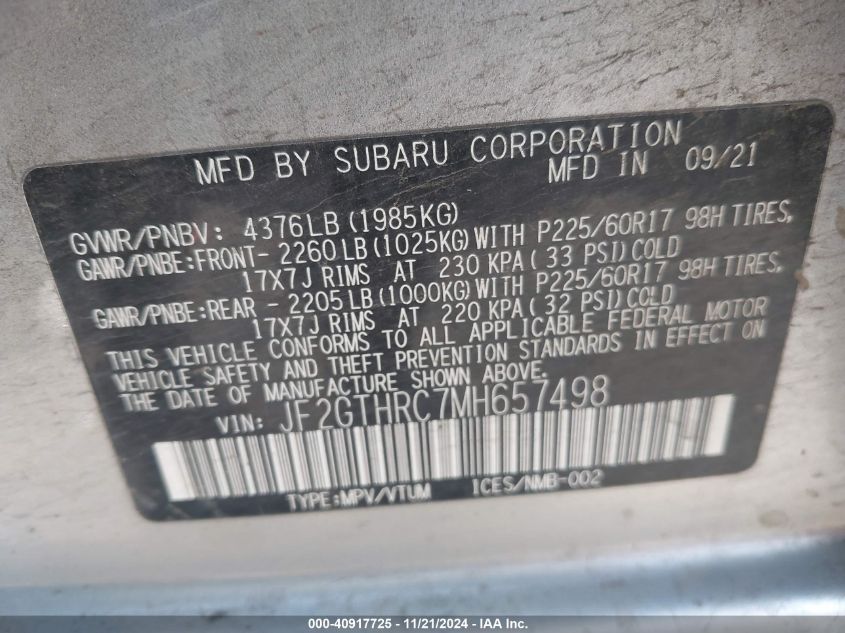 MFD BY SUBARU CORPORATION
MFD IN 09/21
GVWR/PNBV: 4376LB (1985KG)
GAWR/PNBE:FRONT- 2260 LB (1025KG) WITH P225/60R17 98H TIRES,
17X7J RIMS AT 230 KPA (33 PSI) COLD
GAWR/PNBE:REAR - 2205 LB (1000KG) WITH P225/60R17 98H TIRES,
17X7J RIMS AT 220 KPA (32 PSI) COLD
THIS VEHICLE CONFORMS TO ALL APPLICABLE FEDERAL MOTOR
VEHICLE SAFETY AND THEFT PREVENTION STANDARDS IN EFFECT ON
THE DATE OF MANUFACTURE SHOWN ABOVE.
VIN: JF2GTHRC7MH657498
TYPE:MPV/VTUM ICES/NMB-002
000-40917725 - 11/21/2024 - IAA Inc.